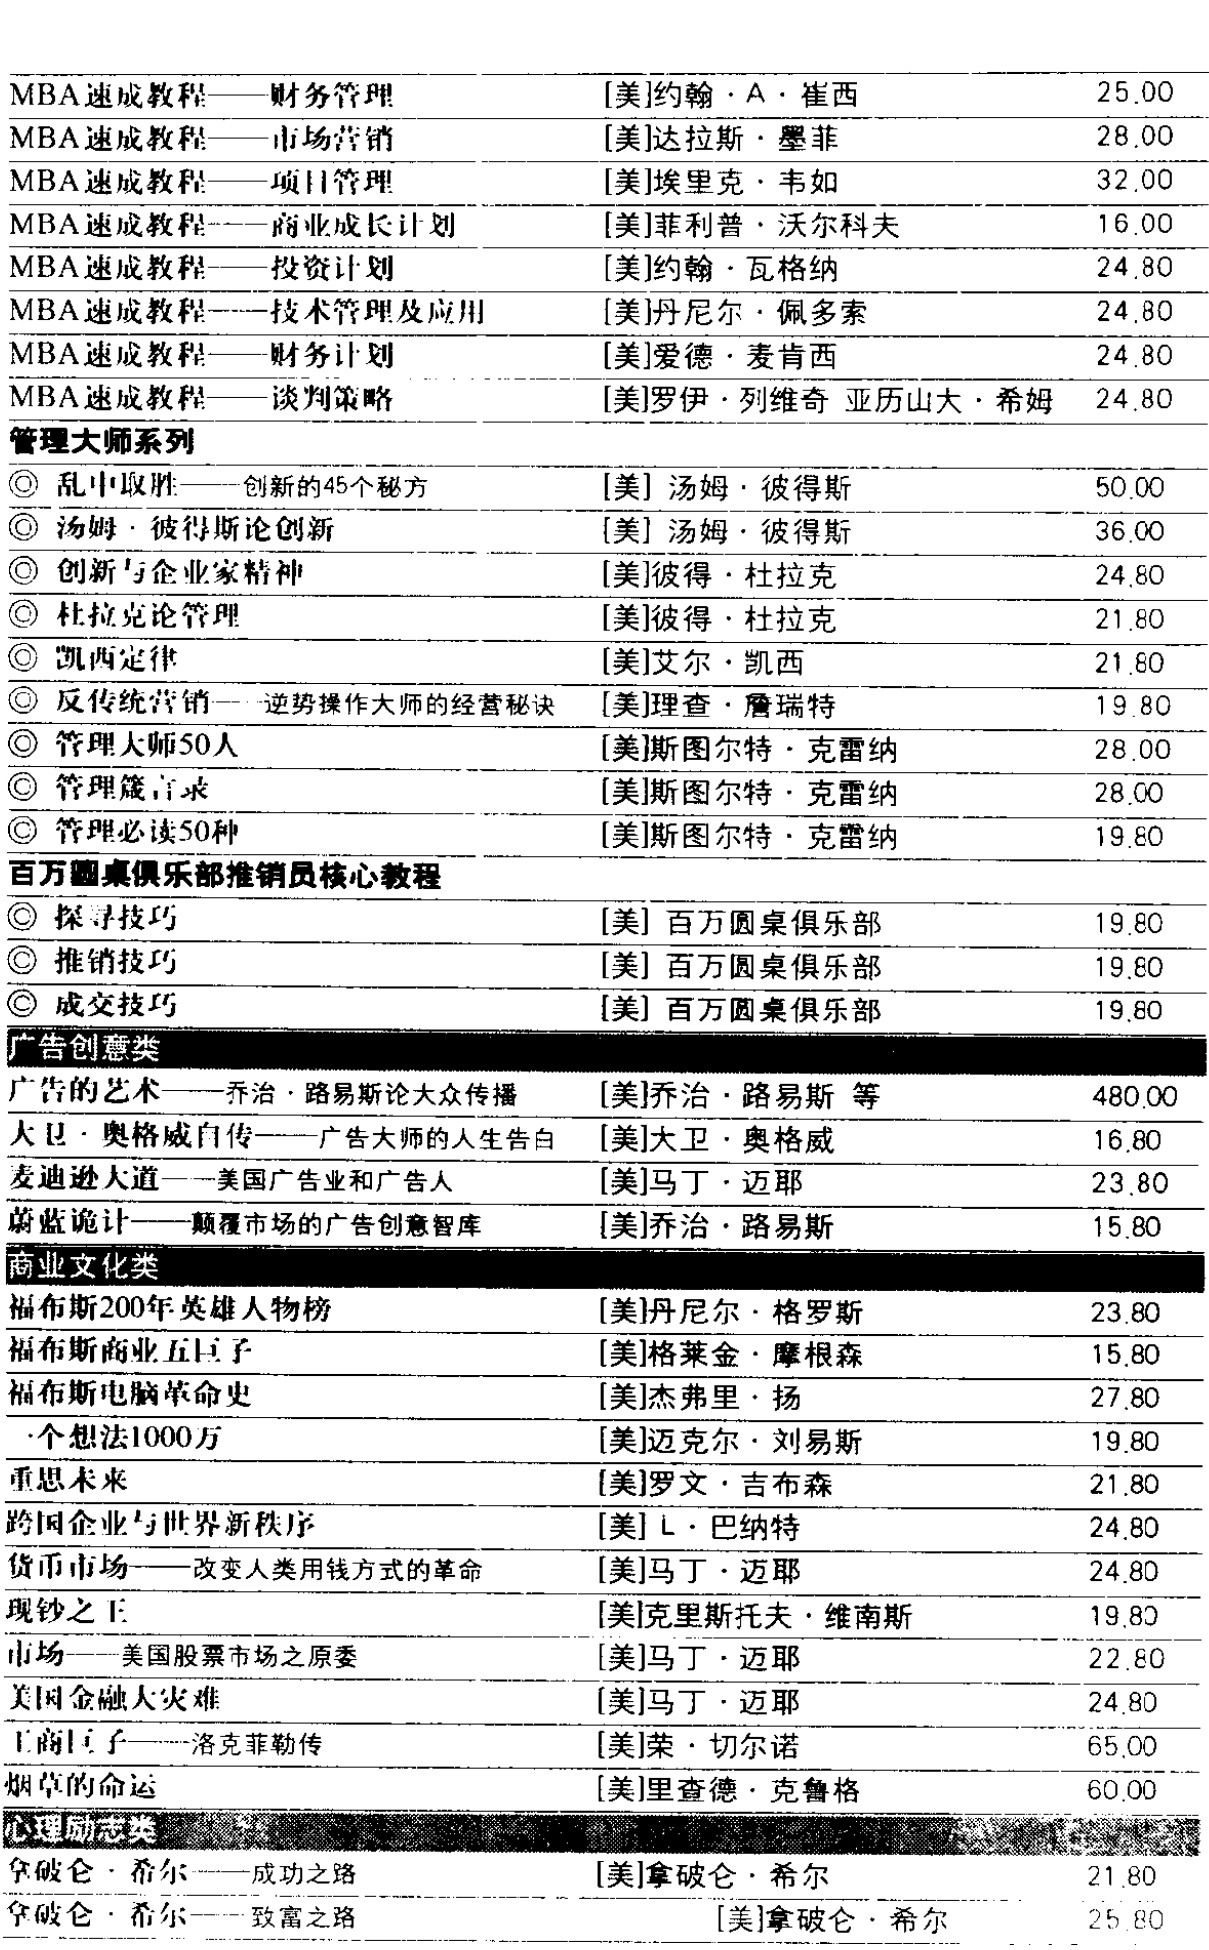 MBA速成教程——财务管理 [美]约翰·A·崔西 25.00
MBA速成教程——市场营销 [美]达拉斯·墨菲 28.00
MBA速成教程——项目管理 [美]埃里克·韦如 32.00
MBA速成教程——商业成长计划 [美]菲利普·沃尔科夫 16.00
MBA速成教程——投资计划 [美]约翰·瓦格纳 24.80
MBA速成教程——技术管理及应用 [美]丹尼尔·佩多索 24.80
MBA速成教程——财务计划 [美]爱德·麦肯西 24.80
MBA速成教程——谈判策略 [美]罗伊·列维奇 亚历山大·希姆 24.80
管理大师系列
◎ 乱中取胜——创新的45个秘方 [美] 汤姆·彼得斯 50.00
◎ 汤姆·彼得斯论创新 [美] 汤姆·彼得斯 36.00
◎ 创新与企业家精神 [美]彼得·杜拉克 24.80
◎ 杜拉克论管理 [美]彼得·杜拉克 21.80
◎ 凯西定律 [美]艾尔·凯西 21.80
◎ 反传统营销——逆势操作大师的经营秘诀 [美]理查·詹瑞特 19.80
◎ 管理大师50人 [美]斯图尔特·克雷纳 28.00
◎ 管理箴言录 [美]斯图尔特·克雷纳 28.00
◎ 管理必读50种 [美]斯图尔特·克雷纳 19.80
百万圆桌俱乐部推销员核心教程
◎ 探寻技巧 [美] 百万圆桌俱乐部 19.80
◎ 推销技巧 [美] 百万圆桌俱乐部 19.80
◎ 成交技巧 [美] 百万圆桌俱乐部 19.80
广告创意类
广告的艺术——乔治·路易斯论大众传播 [美]乔治·路易斯 等 480.00
大卫·奥格威自传——广告大师的人生告白 [美]大卫·奥格威 16.80
麦迪逊大道——美国广告业和广告人 [美]马丁·迈耶 23.80
蔚蓝诡计——颠覆市场的广告创意智库 [美]乔治·路易斯 15.80
商业文化类
福布斯200年英雄人物榜 [美]丹尼尔·格罗斯 23.80
福布斯商业五巨子 [美]格莱金·摩根森 15.80
福布斯电脑革命史 [美]杰弗里·扬 27.80
一个想法1000万 [美]迈克尔·刘易斯 19.80
重思未来 [美]罗文·吉布森 21.80
跨国企业与世界新秩序 [美] L·巴纳特 24.80
货币市场——改变人类用钱方式的革命 [美]马丁·迈耶 24.80
现钞之王 [美]克里斯托夫·维南斯 19.80
市场——美国股票市场之原委 [美]马丁·迈耶 22.80
美国金融大灾难 [美]马丁·迈耶 24.80
工商巨子——洛克菲勒传 [美]荣·切尔诺 65.00
烟草的命运 [美]里查德·克鲁格 60.00
心理励志类
拿破仑·希尔——成功之路 [美]拿破仑·希尔 21.80
拿破仑·希尔——致富之路 [美]拿破仑·希尔 25.80